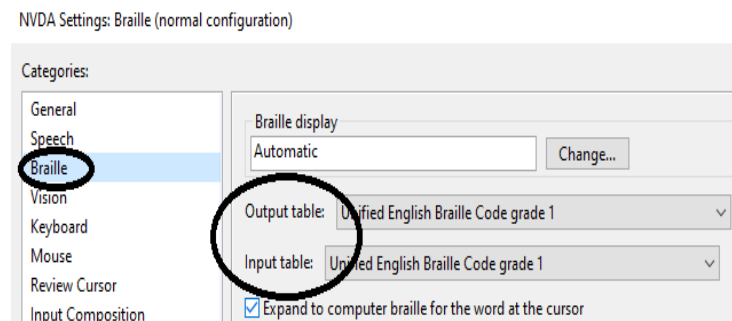 NVDA Settings: Braille (normal configuration)
Categories:
General
Speech
Braille
Vision
Keyboard
Mouse
Review Cursor
Input Composition
Braille display
Automatic
Change...
Output table: Unified English Braille Code grade 1
Input table: Unified English Braille Code grade 1
Expand to computer braille for the word at the cursor